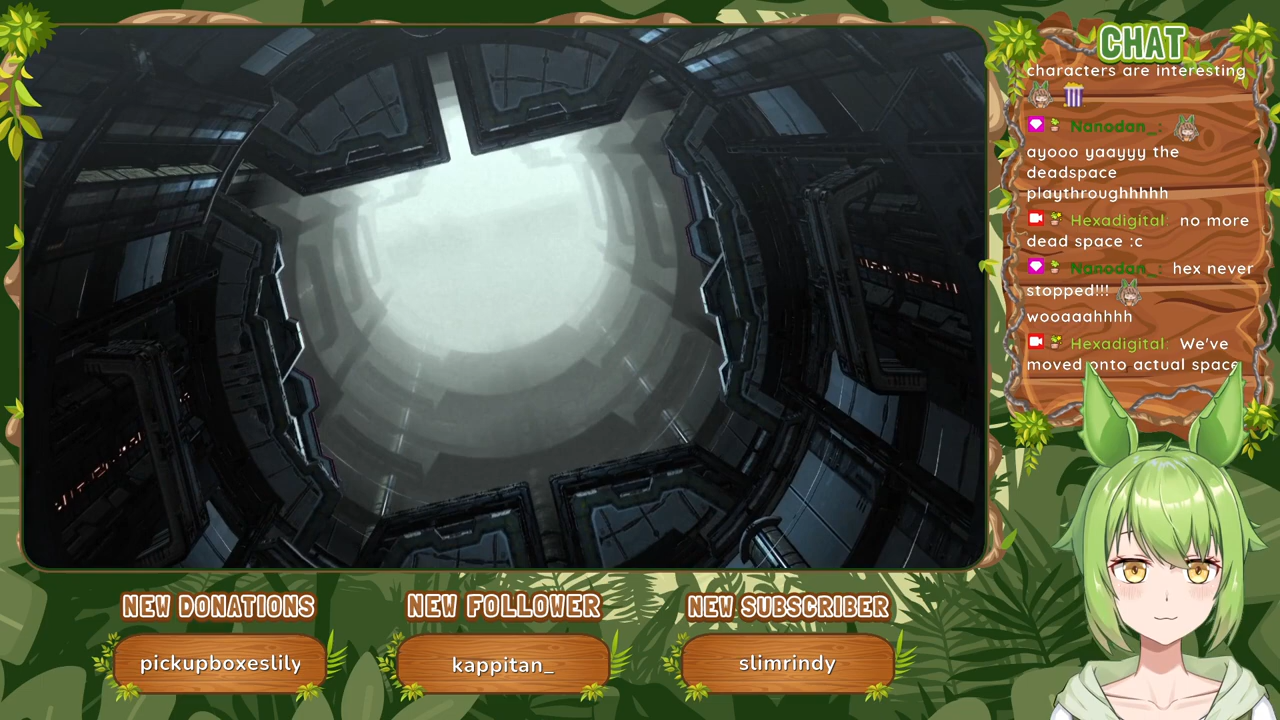 CHAT
characters are interesting
Nanodan_:
ayooo yaayyy the
deadspace
playthroughhhhh
Hexadigital: no more
dead space :c
Nanodan_: hex never
stopped!!!
wooaaahhhh
Hexadigital: We've
moved onto actual space
NEW DONATIONS
NEW FOLLOWER
NEW SUBSCRIBER
pickupboxeslily
kappitan_
slimrindy